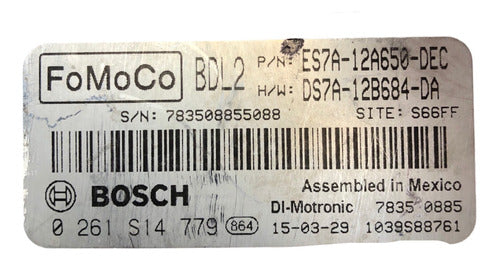 FoMoCo BDL2 P/N: ES7A-12A650-DEC
H/W: DS7A-12B684-DA
S/N: 783508855088 SITE: S66FF
BOSCH Assembled in Mexico
DI-Motronic 7835 0885
0 261 S14 779 864 15-03-29 1039S88761